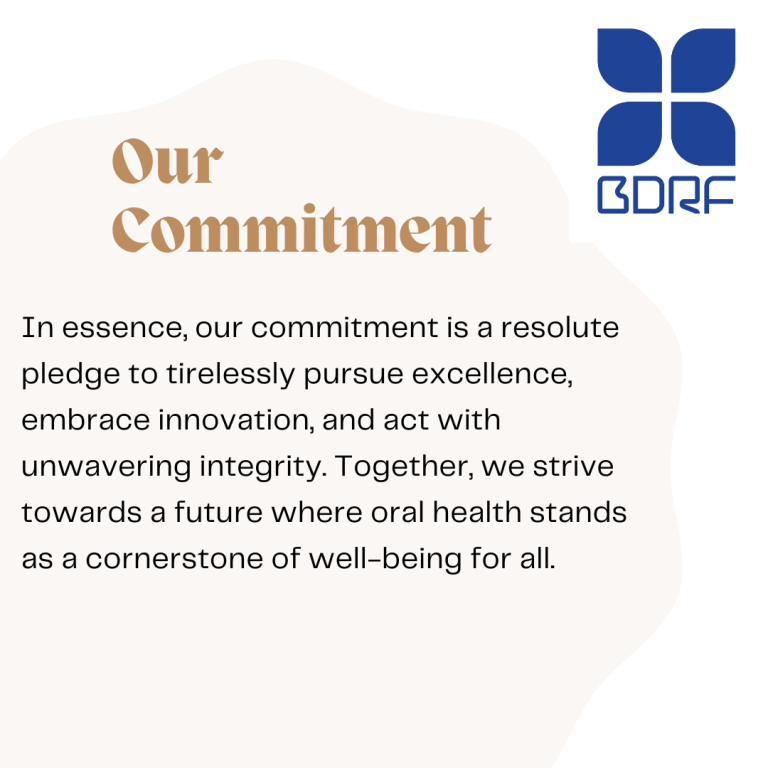 BDRF
Our
Commitment
In essence, our commitment is a resolute
pledge to tirelessly pursue excellence,
embrace innovation, and act with
unwavering integrity. Together, we strive
towards a future where oral health stands
as a cornerstone of well-being for all.